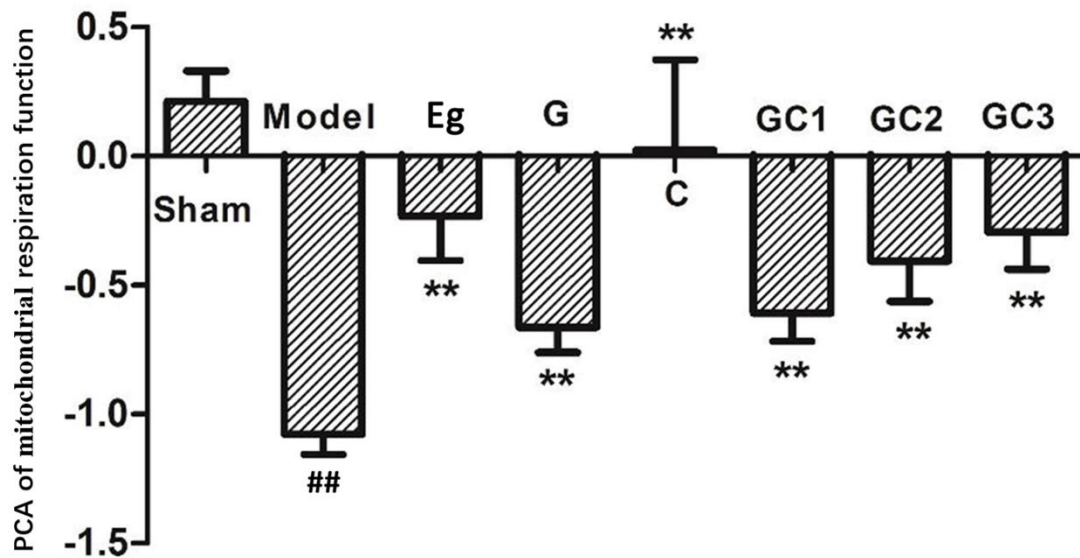 PCA of mitochondrial respiration function
0.5
0.0
-0.5
-1.0
-1.5
**
Model
Eg
G
GC1
GC2
GC3
Sham
C
**
**
**
**
**
##